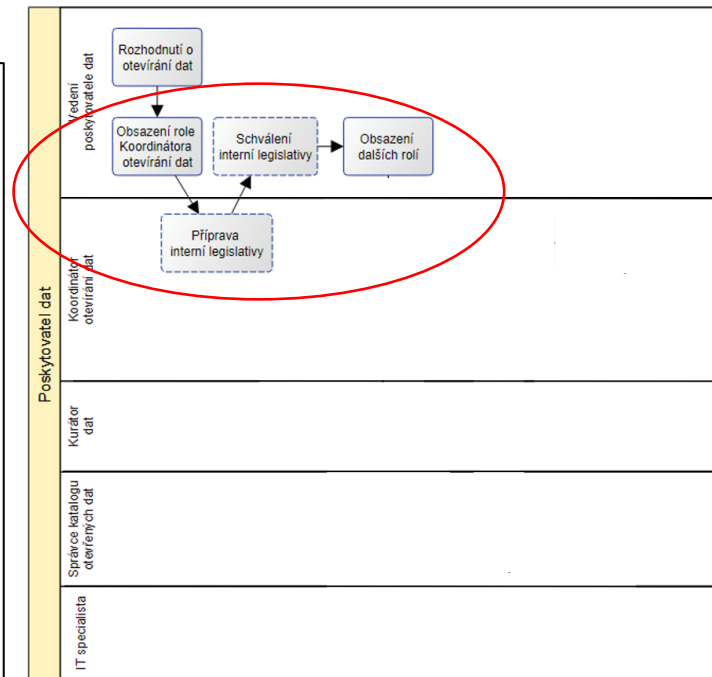 Poskytovatel dat
Vedení
poskytovatele dat
Rozhodnutí o
otevírání dat
Obsazení role
Koordinátora
otevírání dat
Schválení
interní legislativy
Obsazení
dalších rolí
Koordinátor
otevírání dat
Příprava
interní legislativy
Kurátor
dat
Správce katalogu
otevřených dat
IT specialista